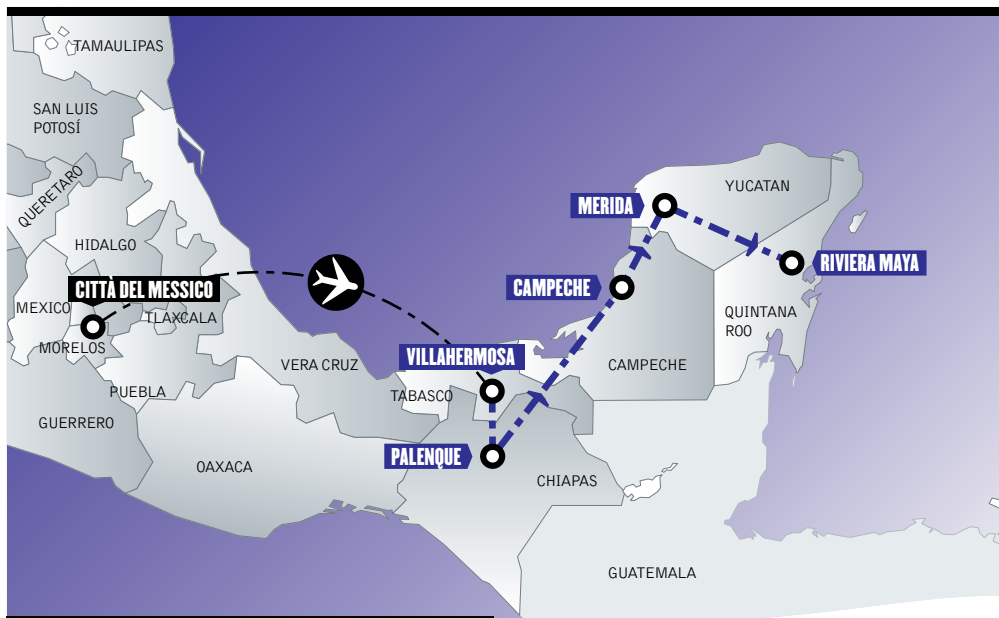 TAMAULIPAS
SAN LUIS
POTOSÍ
QUERETARO
HIDALGO
CITTÀ DEL MESSICO
MEXICO
TLAXCALA
MORELOS
PUEBLA
GUERRERO
OAXACA
VERA CRUZ
VILLAHERMOSA
TABASCO
PALENQUE
CHIAPAS
CAMPECHE
CAMPECHE
MERIDA
YUCATAN
RIVIERA MAYA
QUINTANA
ROO
GUATEMALA